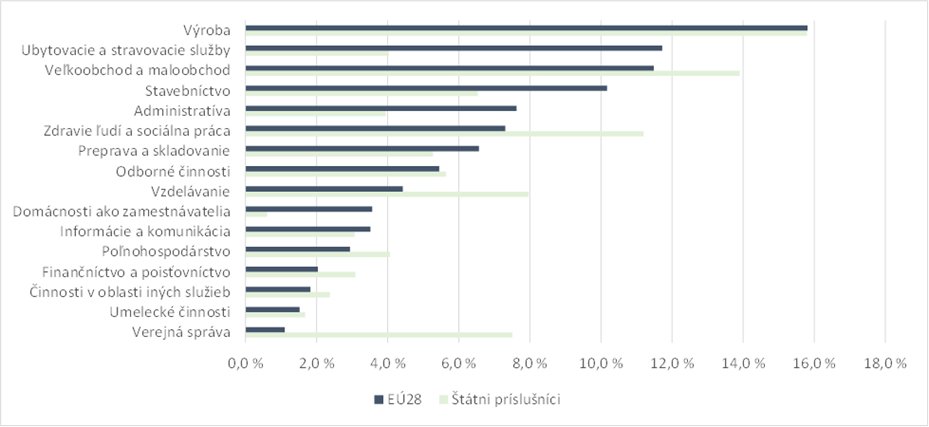 Výroba
Ubytovacie a stravovacie služby
Veľkoobchod a maloobchod
Stavebníctvo
Administratíva
Zdravie ľudí a sociálna práca
Preprava a skladovanie
Odborné činnosti
Vzdelávanie
Domácnosti ako zamestnávatelia
Informácie a komunikácia
Poľnohospodárstvo
Finančníctvo a poisťovníctvo
Činnosti v oblasti iných služieb
Umelecké činnosti
Verejná správa
0,0 % 2,0 % 4,0 % 6,0 % 8,0 % 10,0 % 12,0 % 14,0 % 16,0 % 18,0 %
EÚ28 Štátni príslušníci